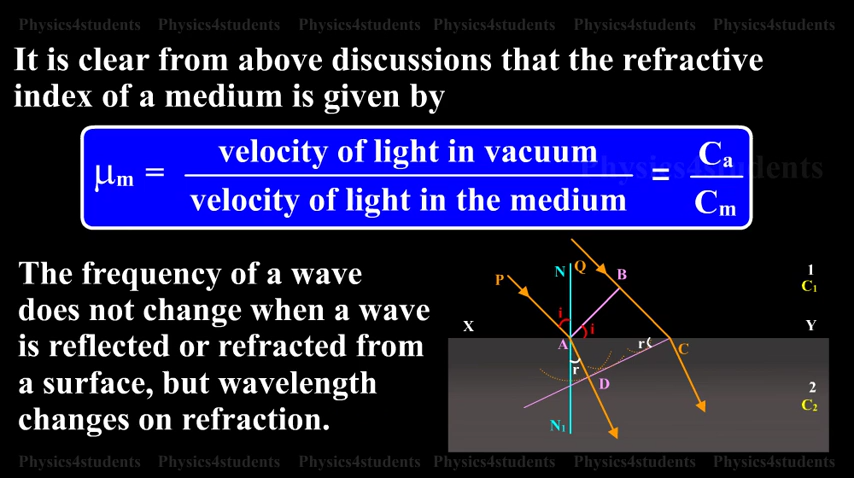 Physics4students Physics4students Physics4students Physics4students Physics4students Physics4students
It is clear from above discussions that the refractive
index of a medium is given by
μm = velocity of light in vacuum / velocity of light in the medium = Ca / Cm
Physics4students
The frequency of a wave
does not change when a wave
is reflected or refracted from
a surface, but wavelength
changes on refraction.
N Q B 1
P C1
i i
X Y
A r C
r D 2
C2
N1
Physics4students Physics4students Physics4students Physics4students Physics4students Physics4students